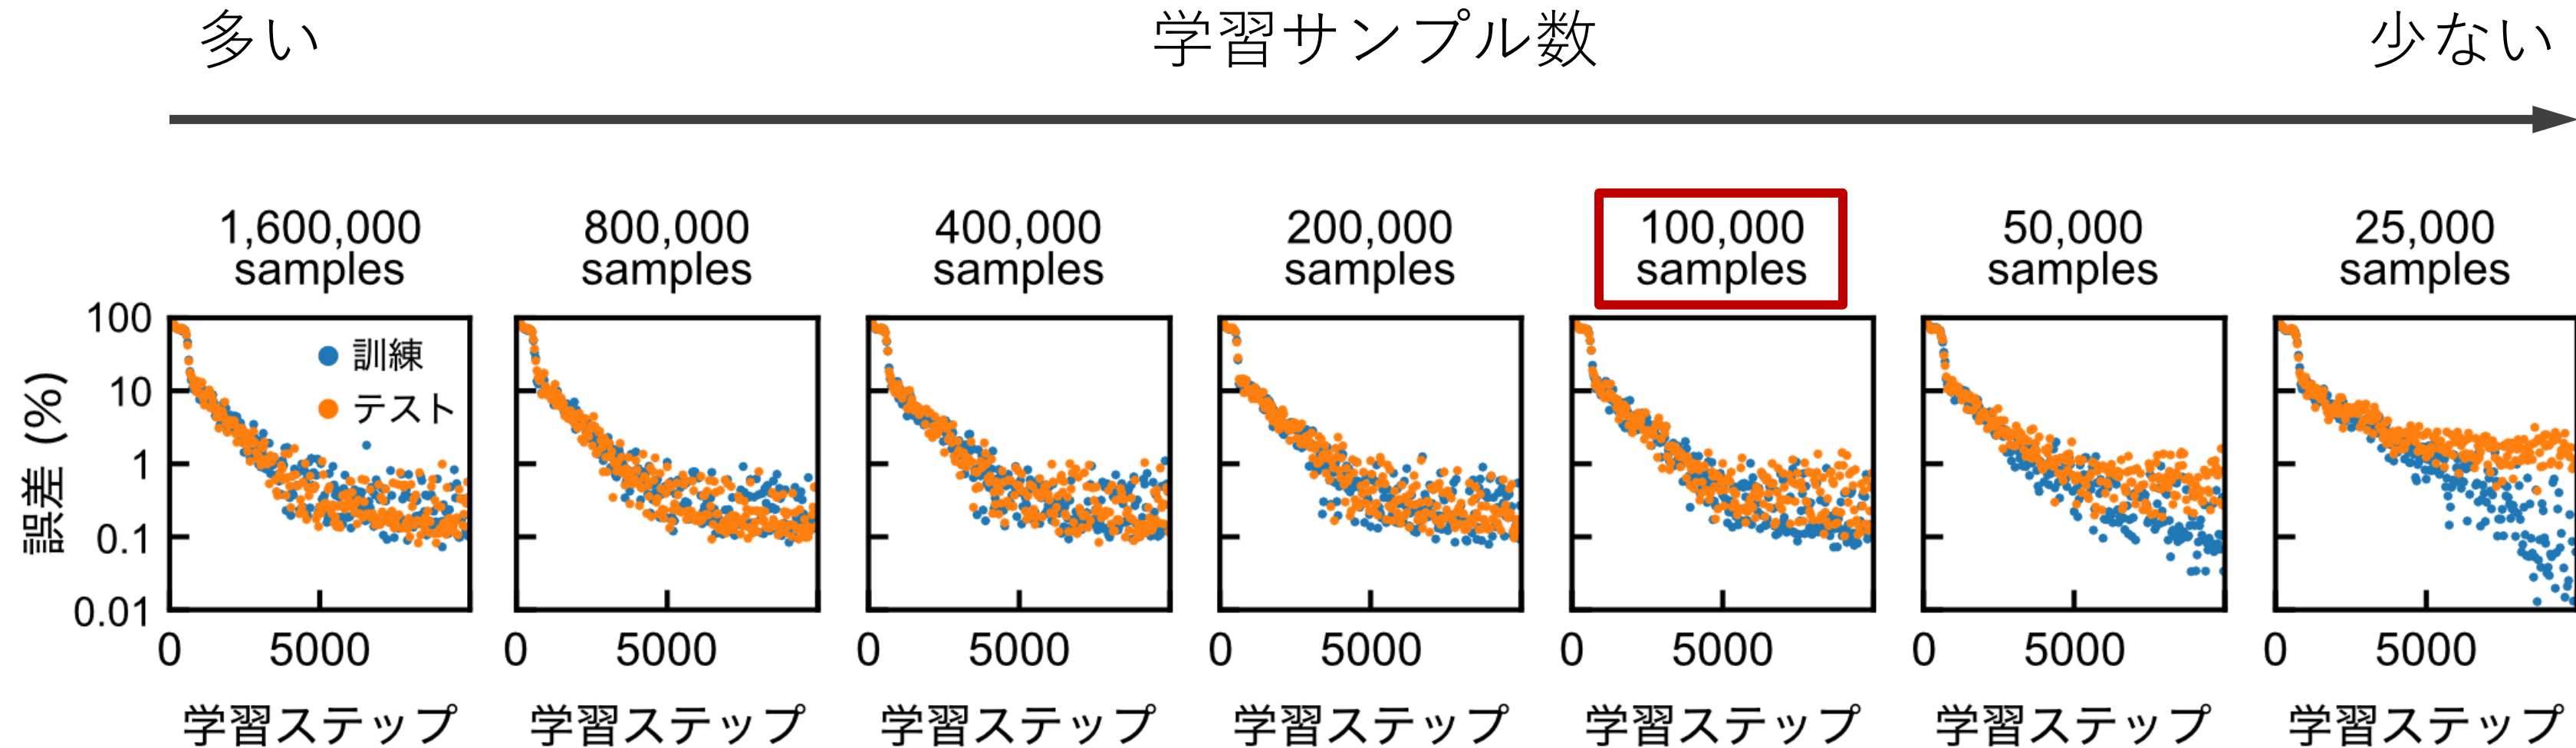 多い 学習サンプル数 少ない
1,600,000 800,000 400,000 200,000 100,000 50,000 25,000
samples samples samples samples samples samples samples
誤差 (%)
100
10
1
0.1
0.01
訓練
テスト
0 5000 0 5000 0 5000 0 5000 0 5000 0 5000 0 5000
学習ステップ 学習ステップ 学習ステップ 学習ステップ 学習ステップ 学習ステップ 学習ステップ